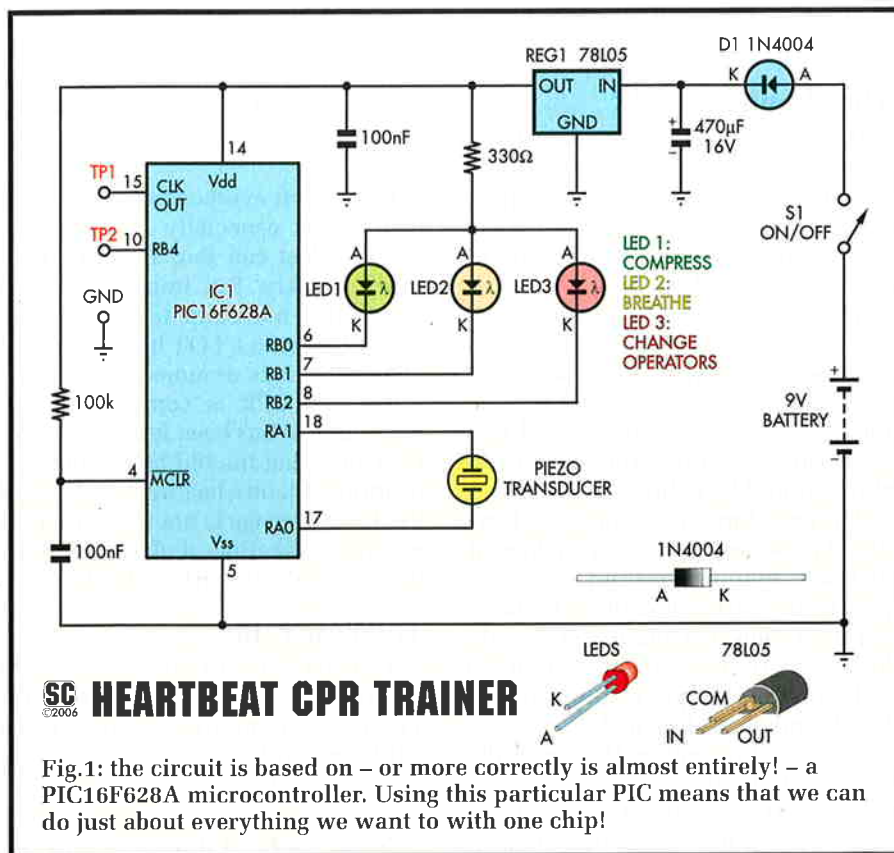 D1 1N4004
REG1 78L05
K
A
OUT
IN
GND
470µF
16V
100nF
330Ω
14
Vdd
TP1
15
CLK
OUT
TP2
10
RB4
GND
IC1
PIC16F628A
A
A
A
LED1
λ
LED2
λ
LED3
λ
K
K
K
LED 1:
COMPRESS
LED 2:
BREATHE
LED 3:
CHANGE
OPERATORS
S1
ON/OFF
RB0
6
RB1
7
RB2
8
RA1
18
100k
4
MCLR
PIEZO
TRANSDUCER
+
9V
BATTERY
−
RA0
17
Vss
5
100nF
1N4004
A
K
SC
©2006
HEARTBEAT CPR TRAINER
LEDS
K
A
78L05
COM
IN
OUT
Fig.1: the circuit is based on – or more correctly is almost entirely! – a
PIC16F628A microcontroller. Using this particular PIC means that we can
do just about everything we want to with one chip!